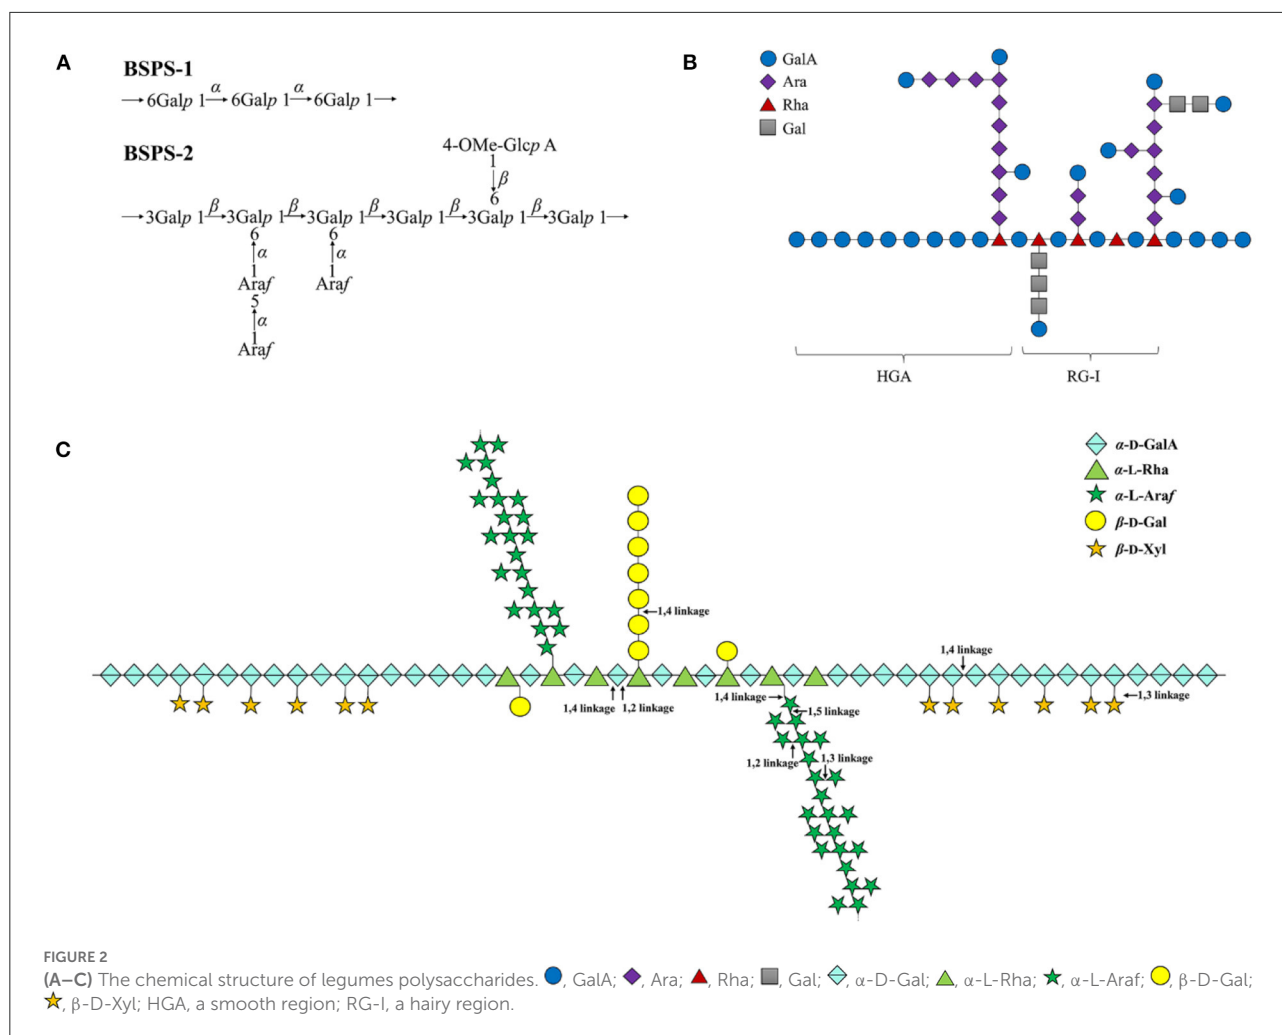 A
BSPS-1
→6Galp 1 α→ 6Galp 1 α→ 6Galp 1→
BSPS-2
4-OMe-Glcp A
1
β
6
→3Galp 1 β→ 3Galp 1 β→ 3Galp 1 β→ 3Galp 1 β→ 3Galp 1 β→ 3Galp 1→
6 6
α α
1 1
Araf Araf
5
α
1
Araf
B
GalA
Ara
Rha
Gal
HGA RG-I
C
α-D-GalA
α-L-Rha
α-L-Araf
β-D-Gal
β-D-Xyl
1,4 linkage
1,4 linkage
1,4 linkage 1,2 linkage
1,4 linkage
1,5 linkage
1,3 linkage
1,2 linkage
1,3 linkage
FIGURE 2
(A–C) The chemical structure of legumes polysaccharides. , GalA; , Ara; , Rha; , Gal; , α-D-Gal; , α-L-Rha; , α-L-Araf; , β-D-Gal;
, β-D-Xyl; HGA, a smooth region; RG-I, a hairy region.